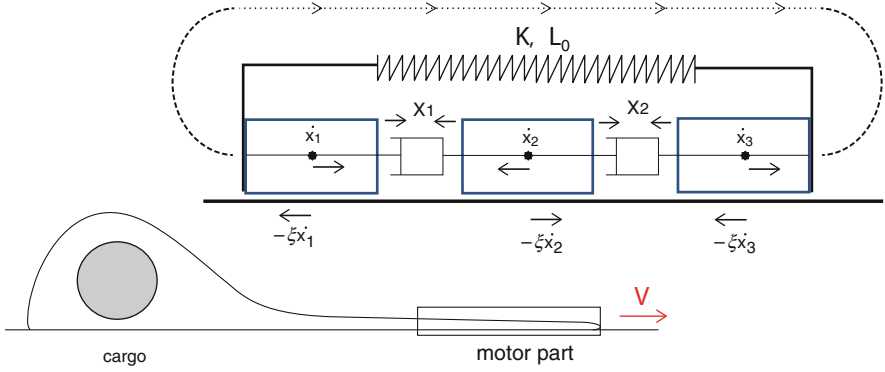 K, L₀
X₁ X₂
ẋ₁ ẋ₂ ẋ₃
−ξẋ₁ −ξẋ₂ −ξẋ₃
V
cargo
motor part